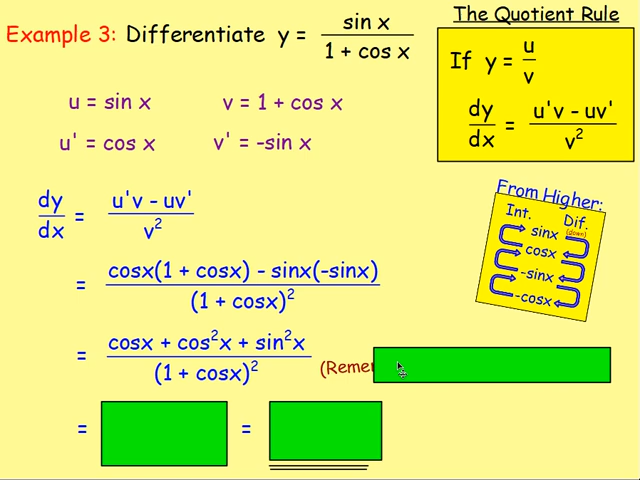 Example 3: Differentiate y = sin x / 1 + cos x
The Quotient Rule
If y = u / v
dy/dx = u'v - uv' / v²
u = sin x
v = 1 + cos x
u' = cos x
v' = -sin x
From Higher:
Int. Dif.
(down)
sinx
cosx
-sinx
-cosx
dy/dx = u'v - uv' / v²
= cosx(1 + cosx) - sinx(-sinx) / (1 + cosx)²
= cosx + cos²x + sin²x / (1 + cosx)²
= =